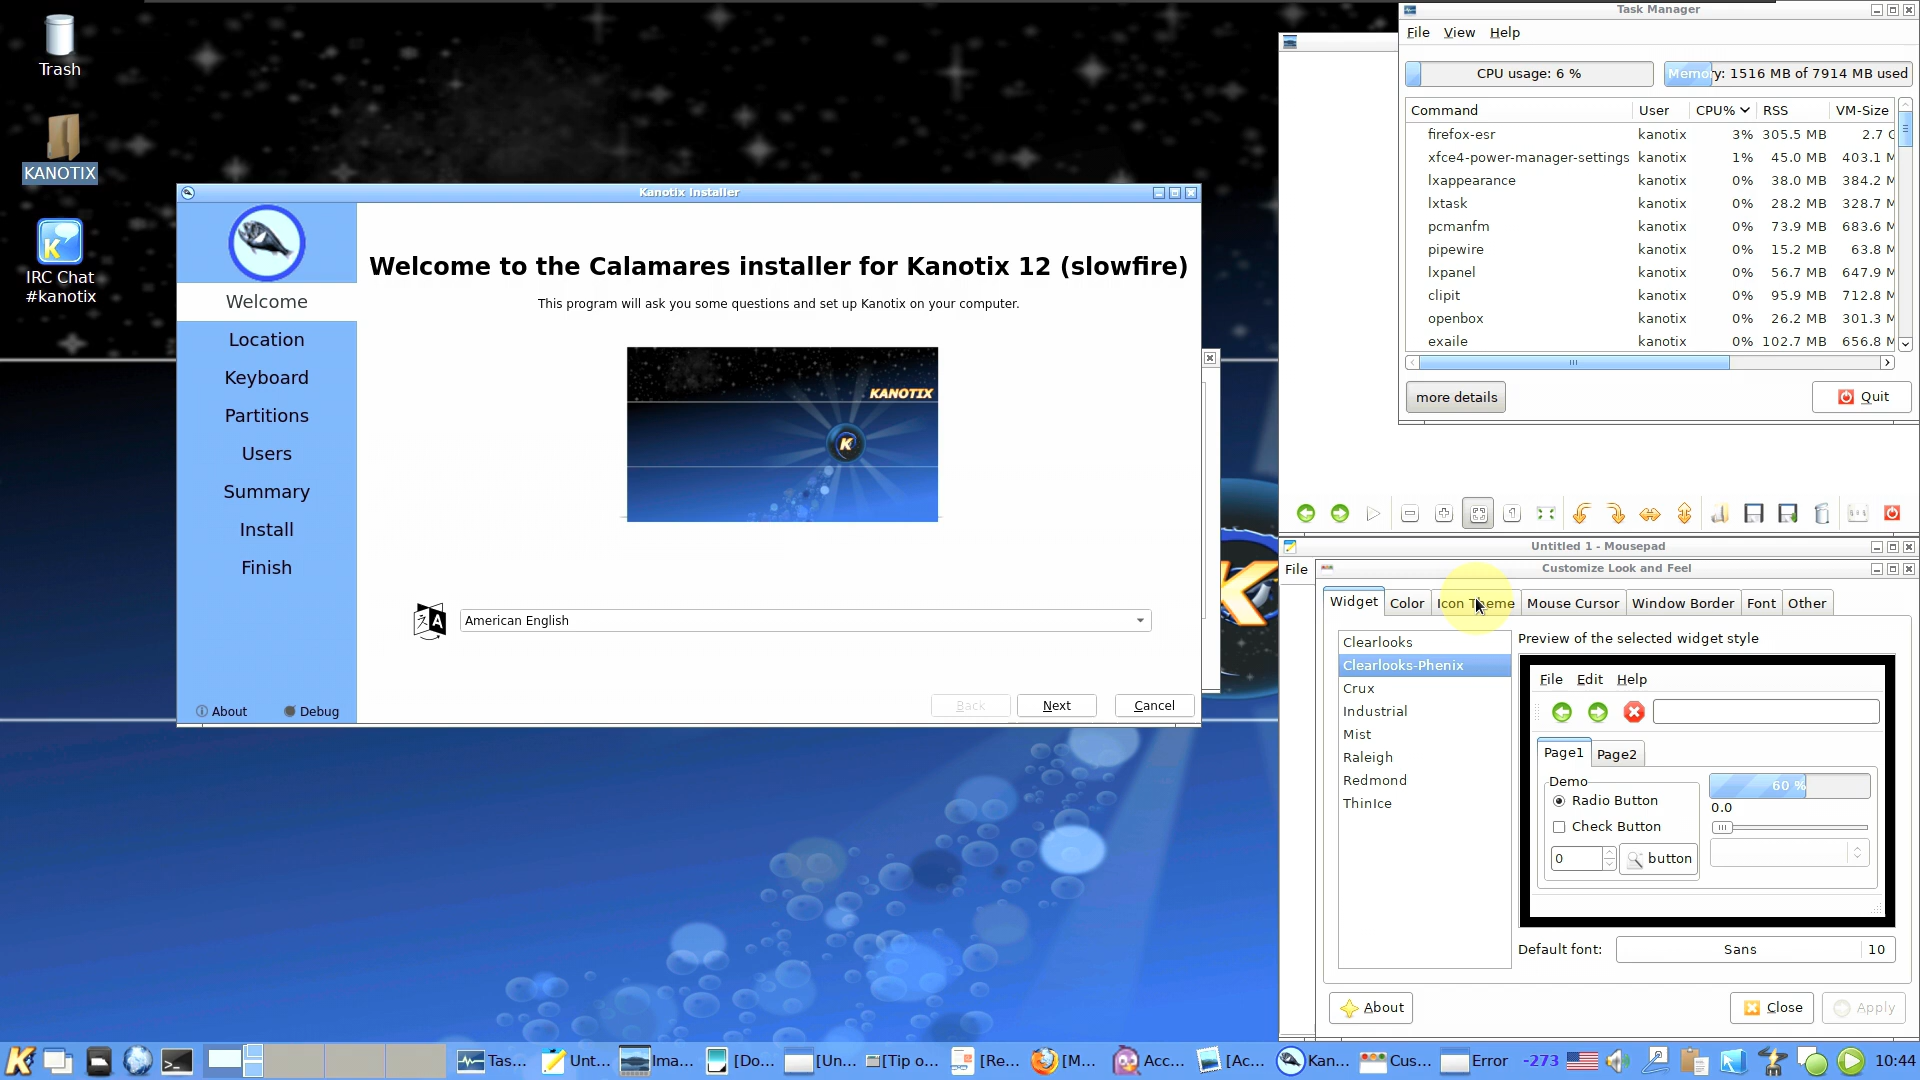 Trash
KANOTIX
IRC Chat
#kanotix
Kanotix Installer
Welcome
Location
Keyboard
Partitions
Users
Summary
Install
Finish
About
Debug
Welcome to the Calamares installer for Kanotix 12 (slowfire)
This program will ask you some questions and set up Kanotix on your computer.
KANOTIX
K
American English
Back
Next
Cancel
Task Manager
File View Help
CPU usage: 6 %
Memory: 1516 MB of 7914 MB used
Command User CPU% RSS VM-Size
firefox-esr kanotix 3% 305.5 MB 2.7 G
xfce4-power-manager-settings kanotix 1% 45.0 MB 403.1 M
lxappearance kanotix 0% 38.0 MB 384.2 M
lxtask kanotix 0% 28.2 MB 328.7 M
pcmanfm kanotix 0% 73.9 MB 683.6 M
pipewire kanotix 0% 15.2 MB 63.8 M
lxpanel kanotix 0% 56.7 MB 647.9 M
clipit kanotix 0% 95.9 MB 712.8 M
openbox kanotix 0% 26.2 MB 301.3 M
exaile kanotix 0% 102.7 MB 656.8 M
more details
Quit
Untitled 1 - Mousepad
File
Customize Look and Feel
Widget Color Icon Theme Mouse Cursor Window Border Font Other
Clearlooks
Clearlooks-Phenix
Crux
Industrial
Mist
Raleigh
Redmond
ThinIce
Preview of the selected widget style
File Edit Help
Page1 Page2
Demo
Radio Button
Check Button
0
button
60 %
0.0
Default font: Sans 10
About
Close
Apply
Tas... Unt... Ima... [Do... [Un... [Tip o... [Re... [M... Acc... [Ac... Kan... Cus... Error -273 10:44